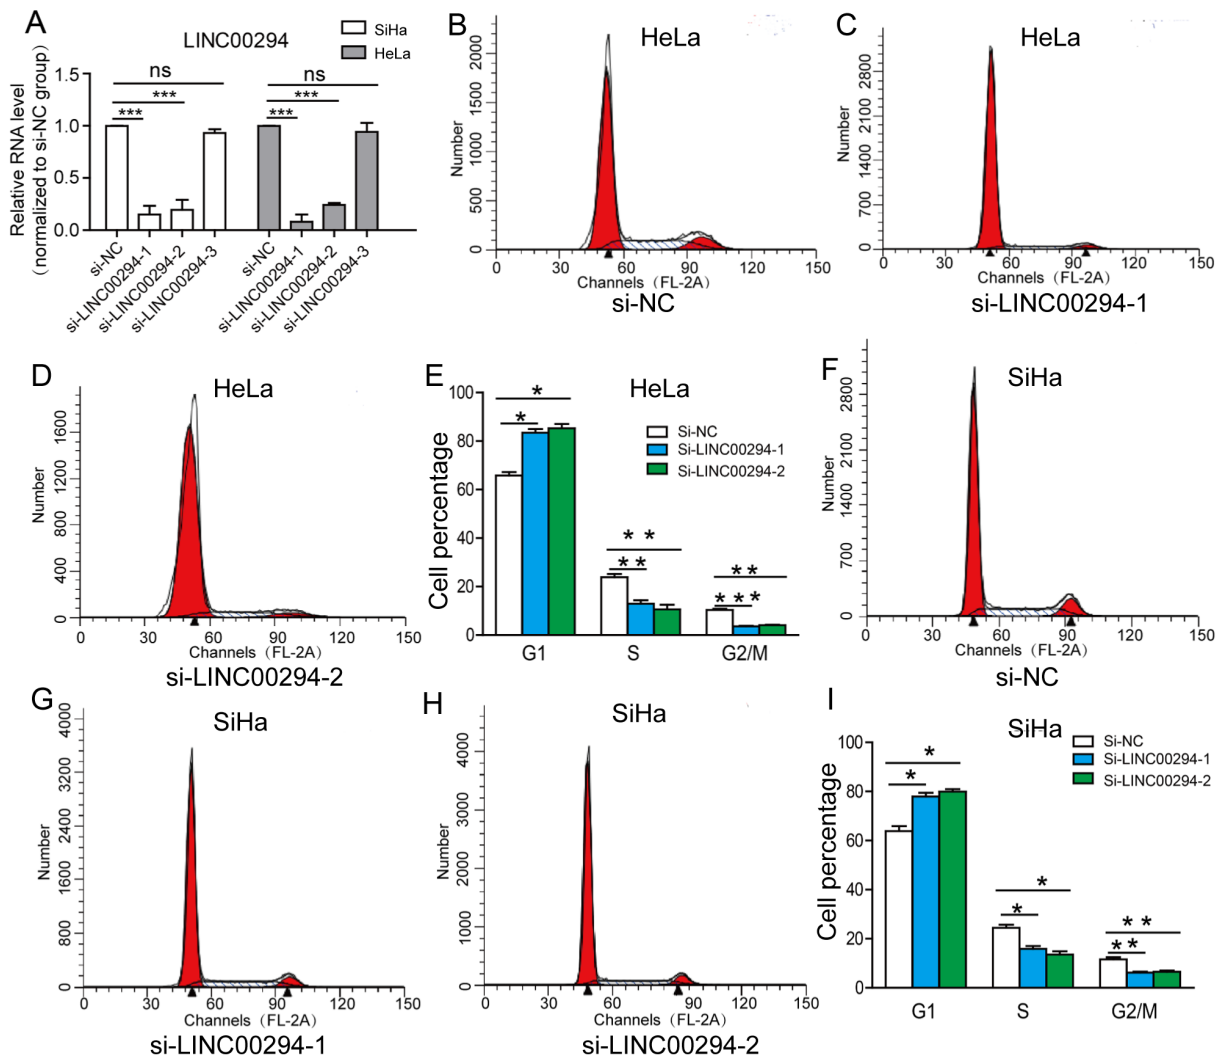 A
LINC00294
SiHa
HeLa
Relative RNA level
(normalized to si-NC group)
1.5
1.0
0.5
0.0
ns
***
***
ns
***
***
si-NC
si-LINC00294-1
si-LINC00294-2
si-LINC00294-3
si-NC
si-LINC00294-1
si-LINC00294-2
si-LINC00294-3
B
HeLa
Number
2000
1500
1000
500
0
0 30 60 90 120 150
Channels (FL-2A)
si-NC
C
HeLa
Number
2800
2100
1400
700
0
0 30 60 90 120 150
Channels (FL-2A)
si-LINC00294-1
D
HeLa
Number
1600
1200
800
400
0
0 30 60 90 120 150
Channels (FL-2A)
si-LINC00294-2
E
HeLa
Cell percentage
100
80
60
40
20
0
Si-NC
Si-LINC00294-1
Si-LINC00294-2
*
*
* *
* *
* *
* * *
G1 S G2/M
F
SiHa
Number
2800
2100
1400
700
0
0 30 60 90 120 150
Channels (FL-2A)
si-NC
G
SiHa
Number
4000
3200
2400
1600
800
0
0 30 60 90 120 150
Channels (FL-2A)
si-LINC00294-1
H
SiHa
Number
4000
3000
2000
1000
0
0 30 60 90 120 150
Channels (FL-2A)
si-LINC00294-2
I
SiHa
Cell percentage
100
80
60
40
20
0
Si-NC
Si-LINC00294-1
Si-LINC00294-2
*
*
*
*
* *
* *
G1 S G2/M